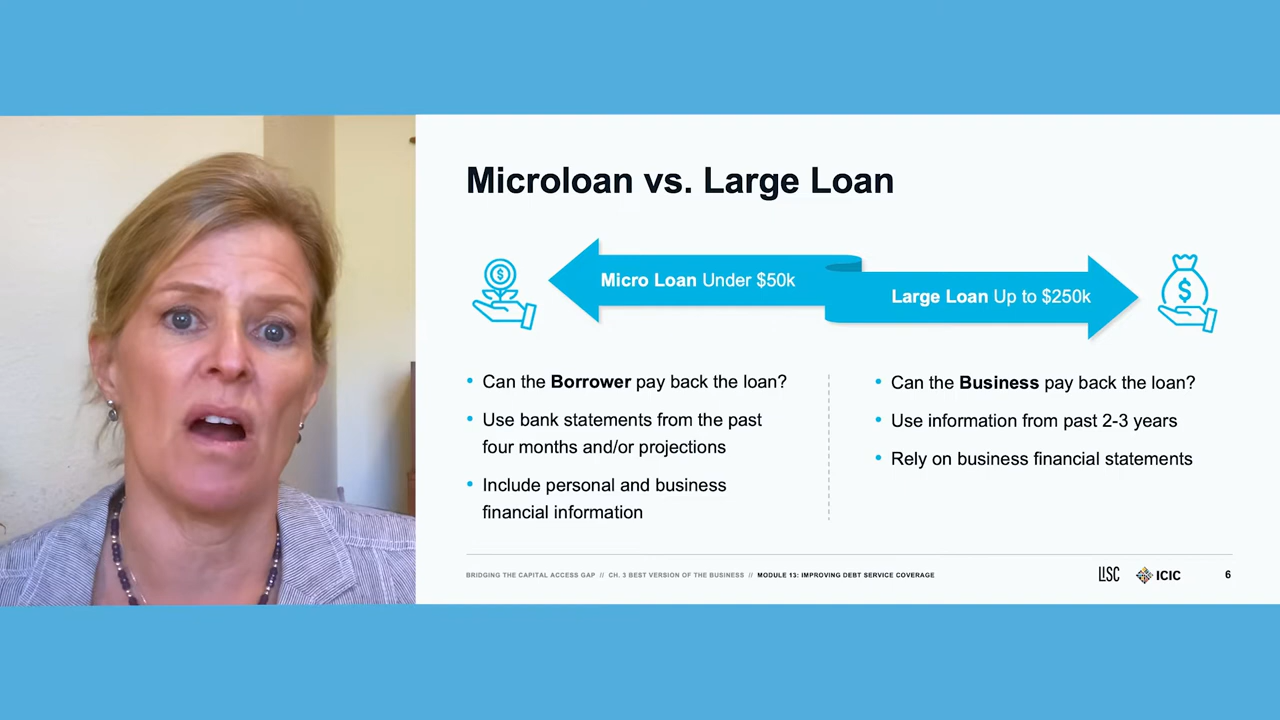 Microloan vs. Large Loan
$
Micro Loan Under $50k
Large Loan Up to $250k
$
Can the Borrower pay back the loan?
Use bank statements from the past
four months and/or projections
Include personal and business
financial information
Can the Business pay back the loan?
Use information from past 2-3 years
Rely on business financial statements
BRIDGING THE CAPITAL ACCESS GAP // CH. 3 BEST VERSION OF THE BUSINESS // MODULE 13: IMPROVING DEBT SERVICE COVERAGE
LISC
ICIC
6